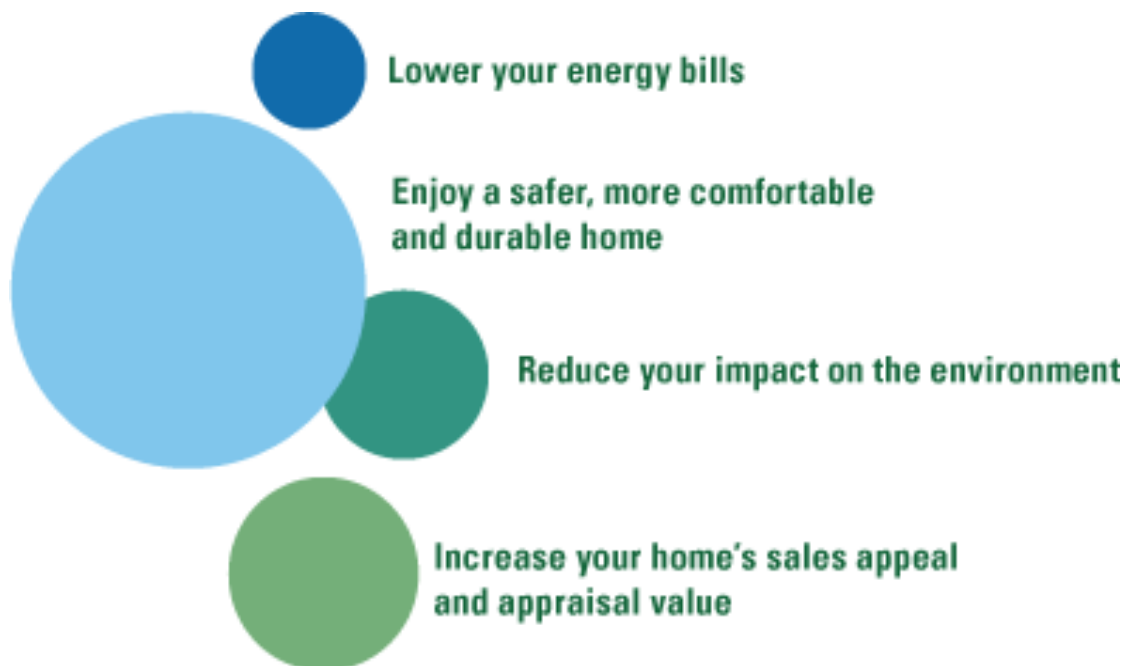 Lower your energy bills
Enjoy a safer, more comfortable
and durable home
Reduce your impact on the environment
Increase your home’s sales appeal
and appraisal value